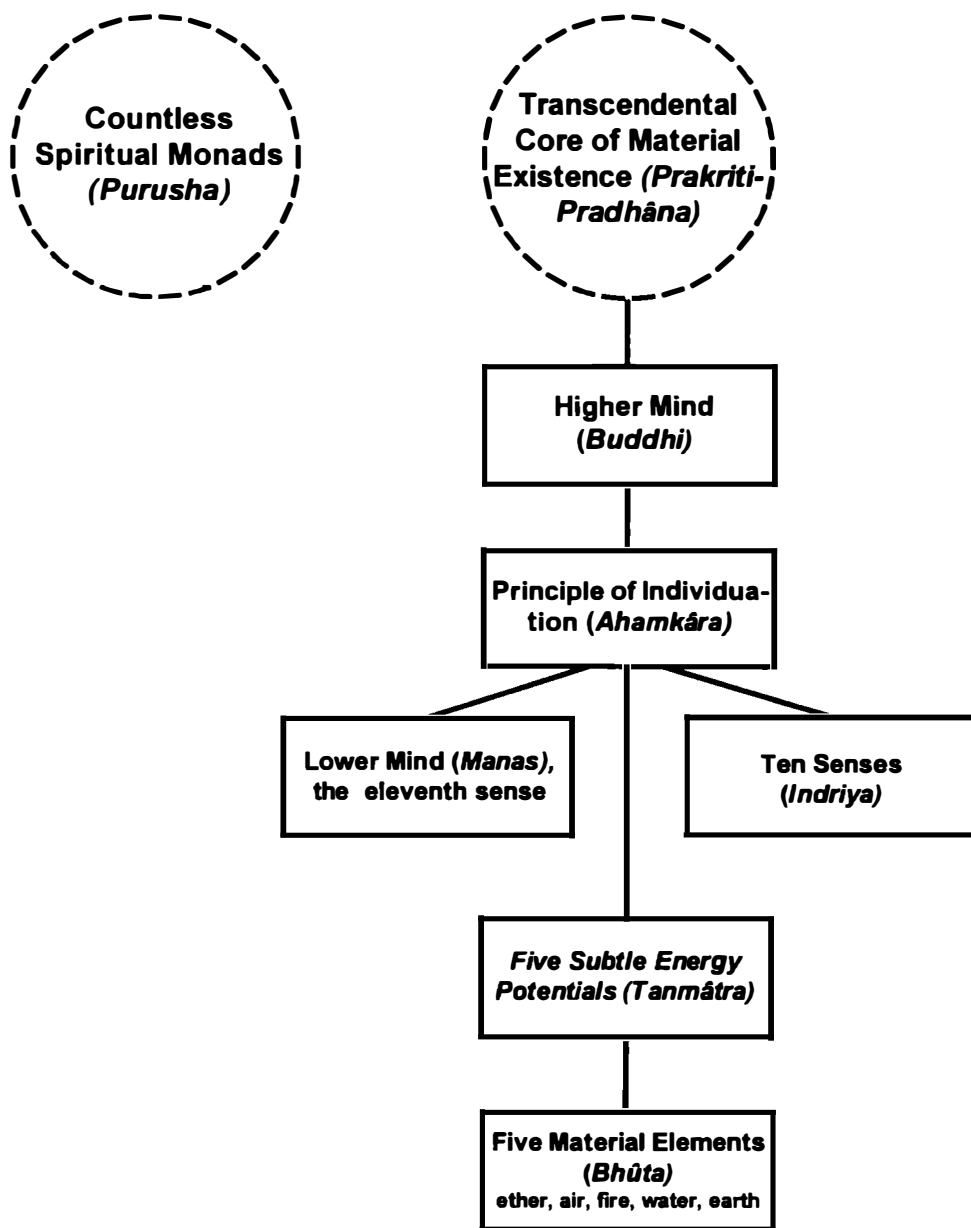 Countless
Spiritual Monads
(Purusha)
Transcendental
Core of Material
Existence (Prakriti-
Pradhâna)
Higher Mind
(Buddhi)
Principle of Individua-
tion (Ahamkâra)
Lower Mind (Manas),
the eleventh sense
Ten Senses
(Indriya)
Five Subtle Energy
Potentials (Tanmâtra)
Five Material Elements
(Bhûta)
ether, air, fire, water, earth